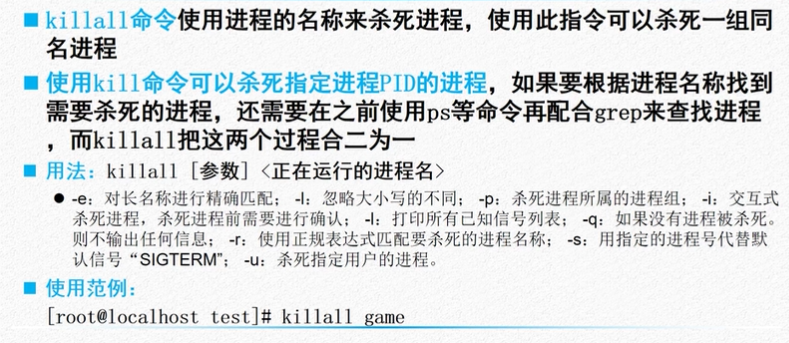 killall命令使用进程的名称来杀死进程，使用此指令可以杀死一组同
名进程
使用kill命令可以杀死指定进程PID的进程，如果要根据进程名称找到
需要杀死的进程，还需要在之前使用ps等命令再配合grep来查找进程
，而killall把这两个过程合二为一
用法：killall [参数] <正在运行的进程名>
-e：对长名称进行精确匹配； -l：忽略大小写的不同； -p：杀死进程所属的进程组； -i：交互式
杀死进程，杀死进程前需要进行确认； -l：打印所有已知信号列表； -q：如果没有进程被杀死。
则不输出任何信息； -r：使用正规表达式匹配要杀死的进程名称； -s：用指定的进程号代替默
认信号“SIGTERM”； -u：杀死指定用户的进程。
使用范例：
[root@localhost test]# killall game